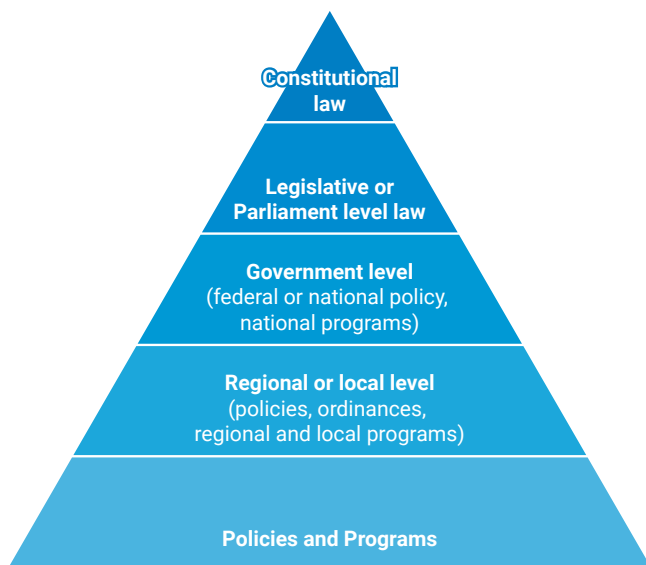 Constitutional
law
Legislative or
Parliament level law
Government level
(federal or national policy,
national programs)
Regional or local level
(policies, ordinances,
regional and local programs)
Policies and Programs